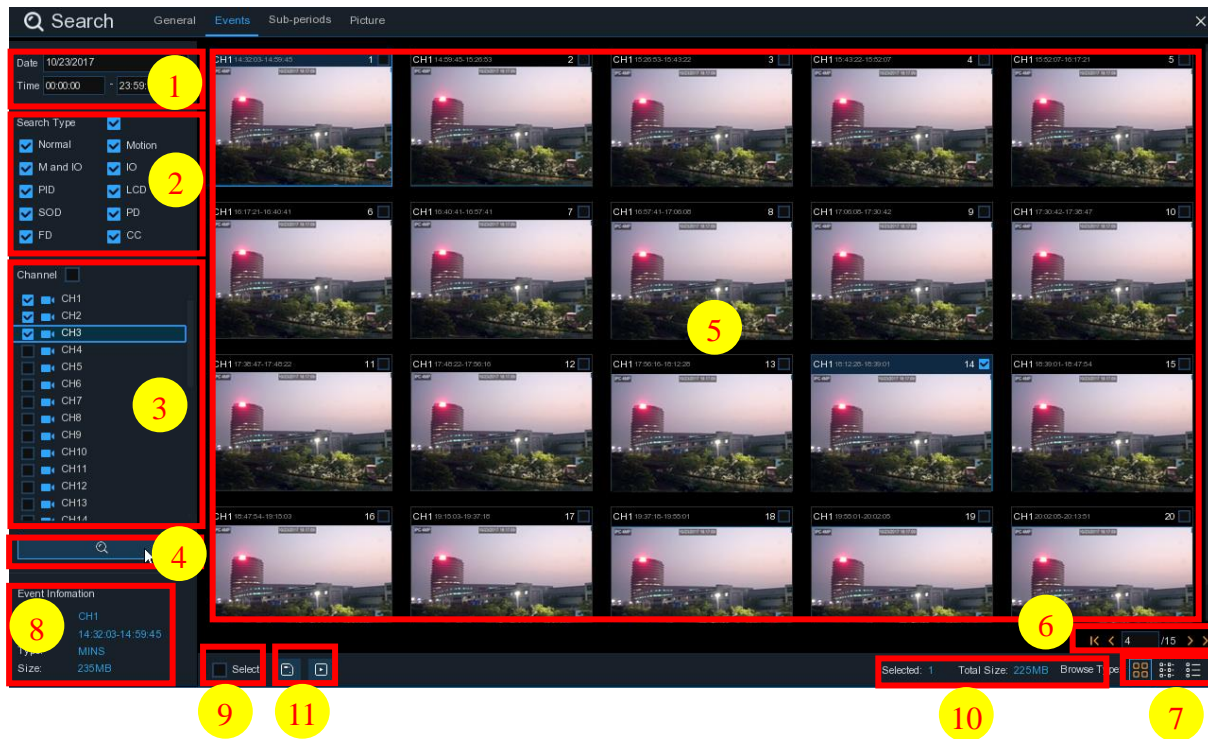 Search General Events Sub-periods Picture
Date 10/23/2017
Time 00:00:00 - 23:59:
1
Search Type
Normal Motion
M and IO IO
PID LCD
2
SOD PD
FD CC
Channel
CH1
CH2
CH3
CH4
CH5
CH6
CH7
CH8
CH9
CH10
CH11
CH12
CH13
CH14
3
4
Event Infomation
CH1
14:32:03-14:59:45
MINS
Size: 235MB
8
CH1 14:32:03-14:59:45 1
CH1 14:59:45-15:26:53 2
CH1 15:26:53-15:43:22 3
CH1 15:43:22-15:52:07 4
CH1 15:52:07-16:17:21 5
CH1 16:17:21-16:40:41 6
CH1 16:40:41-16:57:41 7
CH1 16:57:41-17:06:08 8
CH1 17:06:08-17:30:42 9
CH1 17:30:42-17:38:47 10
5
CH1 17:38:47-17:48:22 11
CH1 17:48:22-17:56:16 12
CH1 17:56:16-18:12:28 13
CH1 18:12:28-18:39:01 14
CH1 18:39:01-18:47:54 15
CH1 18:47:54-19:15:03 16
CH1 19:15:03-19:37:18 17
CH1 19:37:18-19:55:01 18
CH1 19:55:01-20:02:05 19
CH1 20:02:05-20:13:51 20
6
4 /15
Select
Selected: 1 Total Size: 225MB Browse Type
9
11
10
7